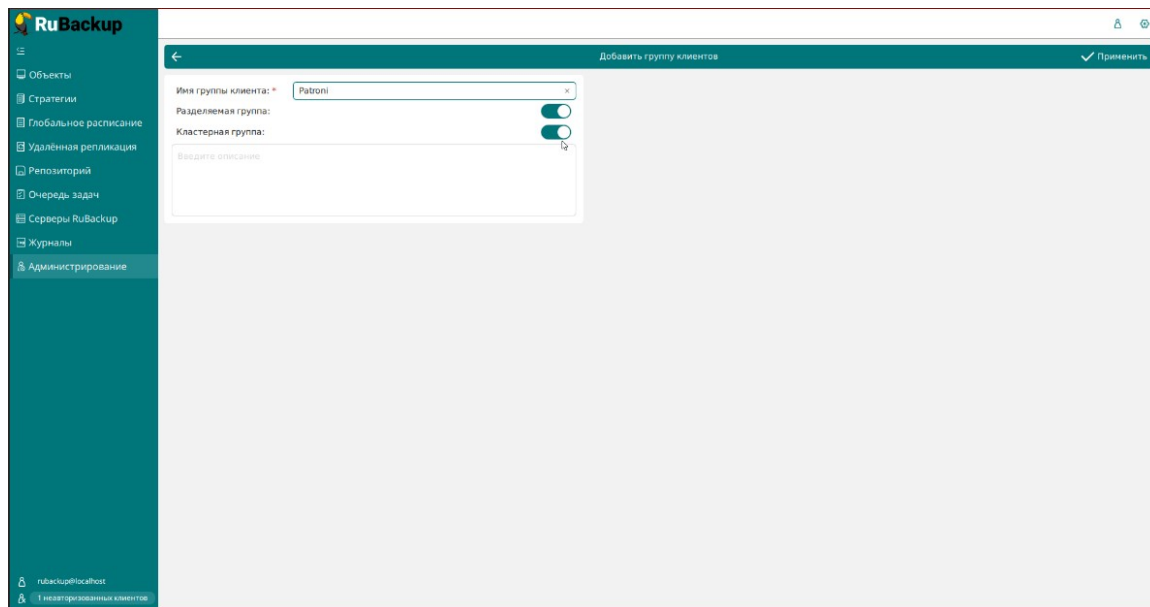 RuBackup
Объекты
Стратегии
Глобальное расписание
Удалённая репликация
Репозиторий
Очередь задач
Серверы RuBackup
Журналы
Администрирование
rubackup@localhost
1 неавторизованных клиентов
Добавить группу клиентов
Применить
Имя группы клиента: * Patroni
Разделяемая группа:
Кластерная группа:
Введите описание